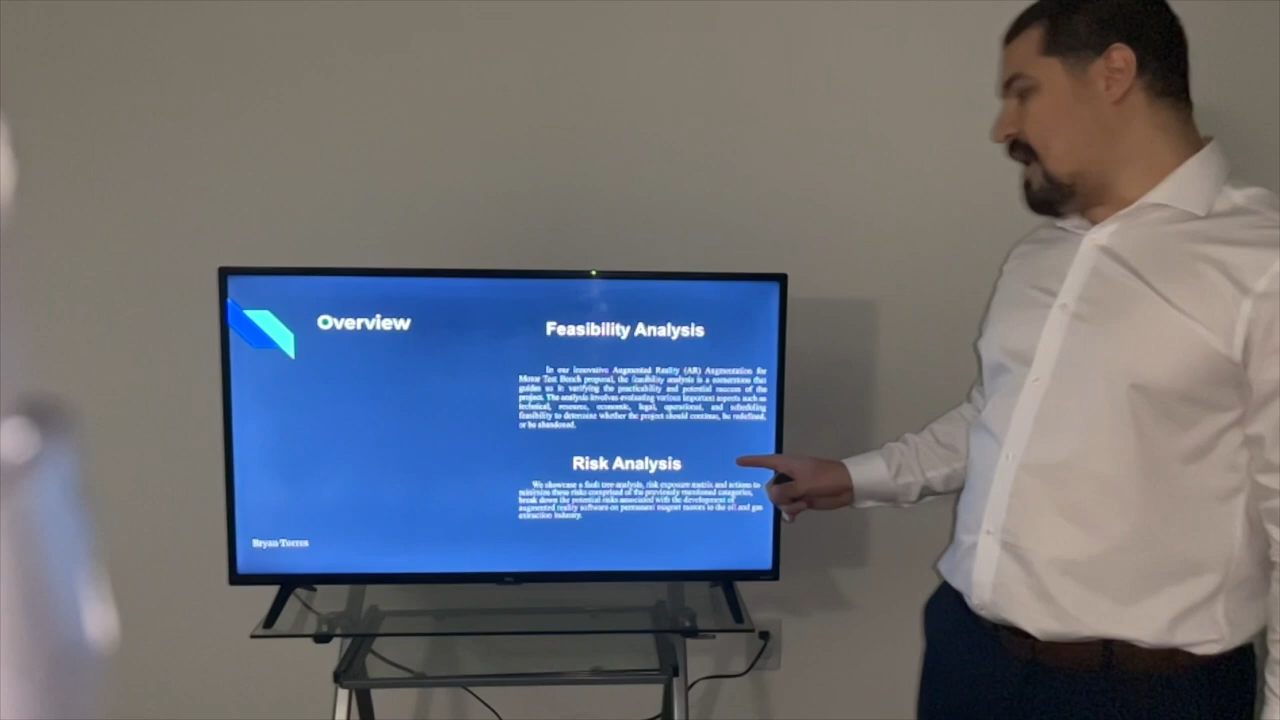 Overview
Feasibility Analysis
In our innovative Augmented Reality (AR) Augmentation for
Motor Test Bench proposal, the feasibility analysis is a cornerstone that
guides us in verifying the practicability and potential success of the
project. The analysis involves evaluating various important aspects such as
technical, resource, economic, legal, operational, and scheduling
feasibility to determine whether the project should continue, be redefined,
or be abandoned.
Risk Analysis
We showcase a fault tree analysis, risk exposure matrix and actions to
minimize these risks comprised of the previously mentioned categories,
break down the potential risks associated with the development of
augmented reality software on permanent magnet motors in the oil and gas
extraction industry.
Bryan Torres